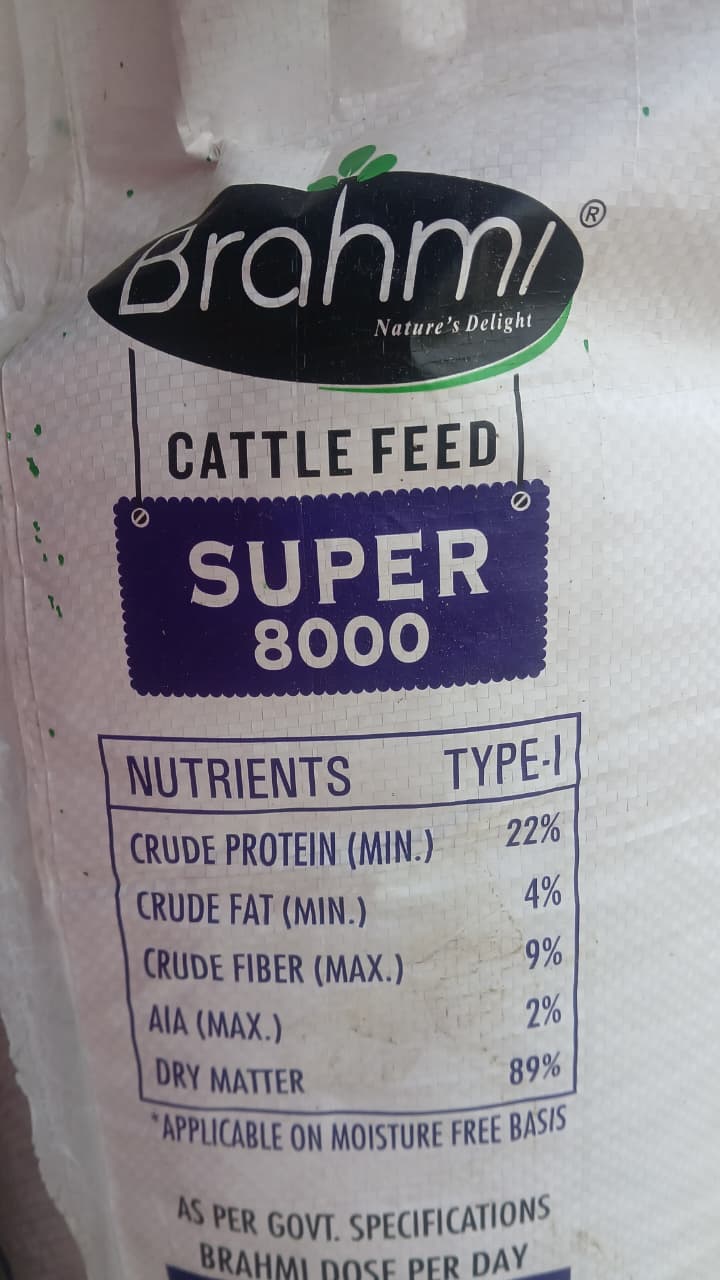 Brahmi ®
Nature's Delight
CATTLE FEED
SUPER
8000
NUTRIENTS TYPE-I
CRUDE PROTEIN (MIN.) 22%
CRUDE FAT (MIN.) 4%
CRUDE FIBER (MAX.) 9%
AIA (MAX.) 2%
DRY MATTER 89%
*APPLICABLE ON MOISTURE FREE BASIS
AS PER GOVT. SPECIFICATIONS
BRAHMI DOSE PER DAY